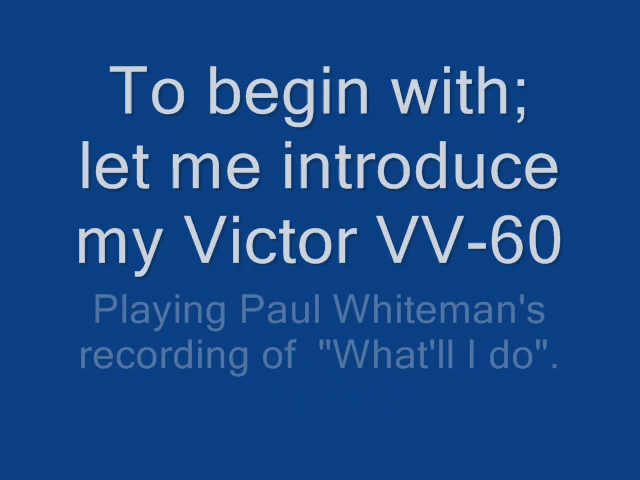 To begin with;
let me introduce
my Victor VV-60
Playing Paul Whiteman's
recording of  "What'll I do".